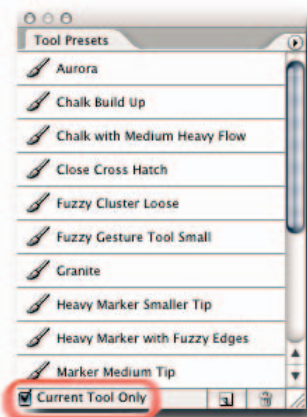 Tool Presets
Aurora
Chalk Build Up
Chalk with Medium Heavy Flow
Close Cross Hatch
Fuzzy Cluster Loose
Fuzzy Gesture Tool Small
Granite
Heavy Marker Smaller Tip
Heavy Marker with Fuzzy Edges
Marker Medium Tip
Current Tool Only